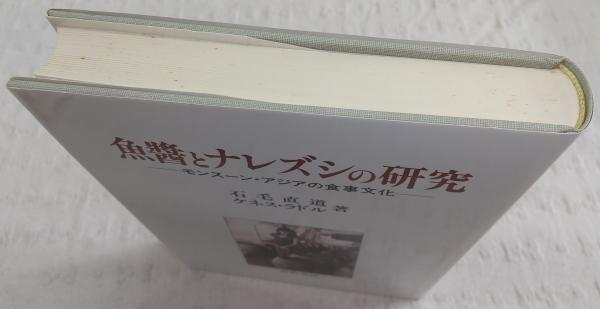 魚醬とナレズシの研究
―モンスーン・アジアの食事文化―
石毛直道
ケネス・ラドル 著